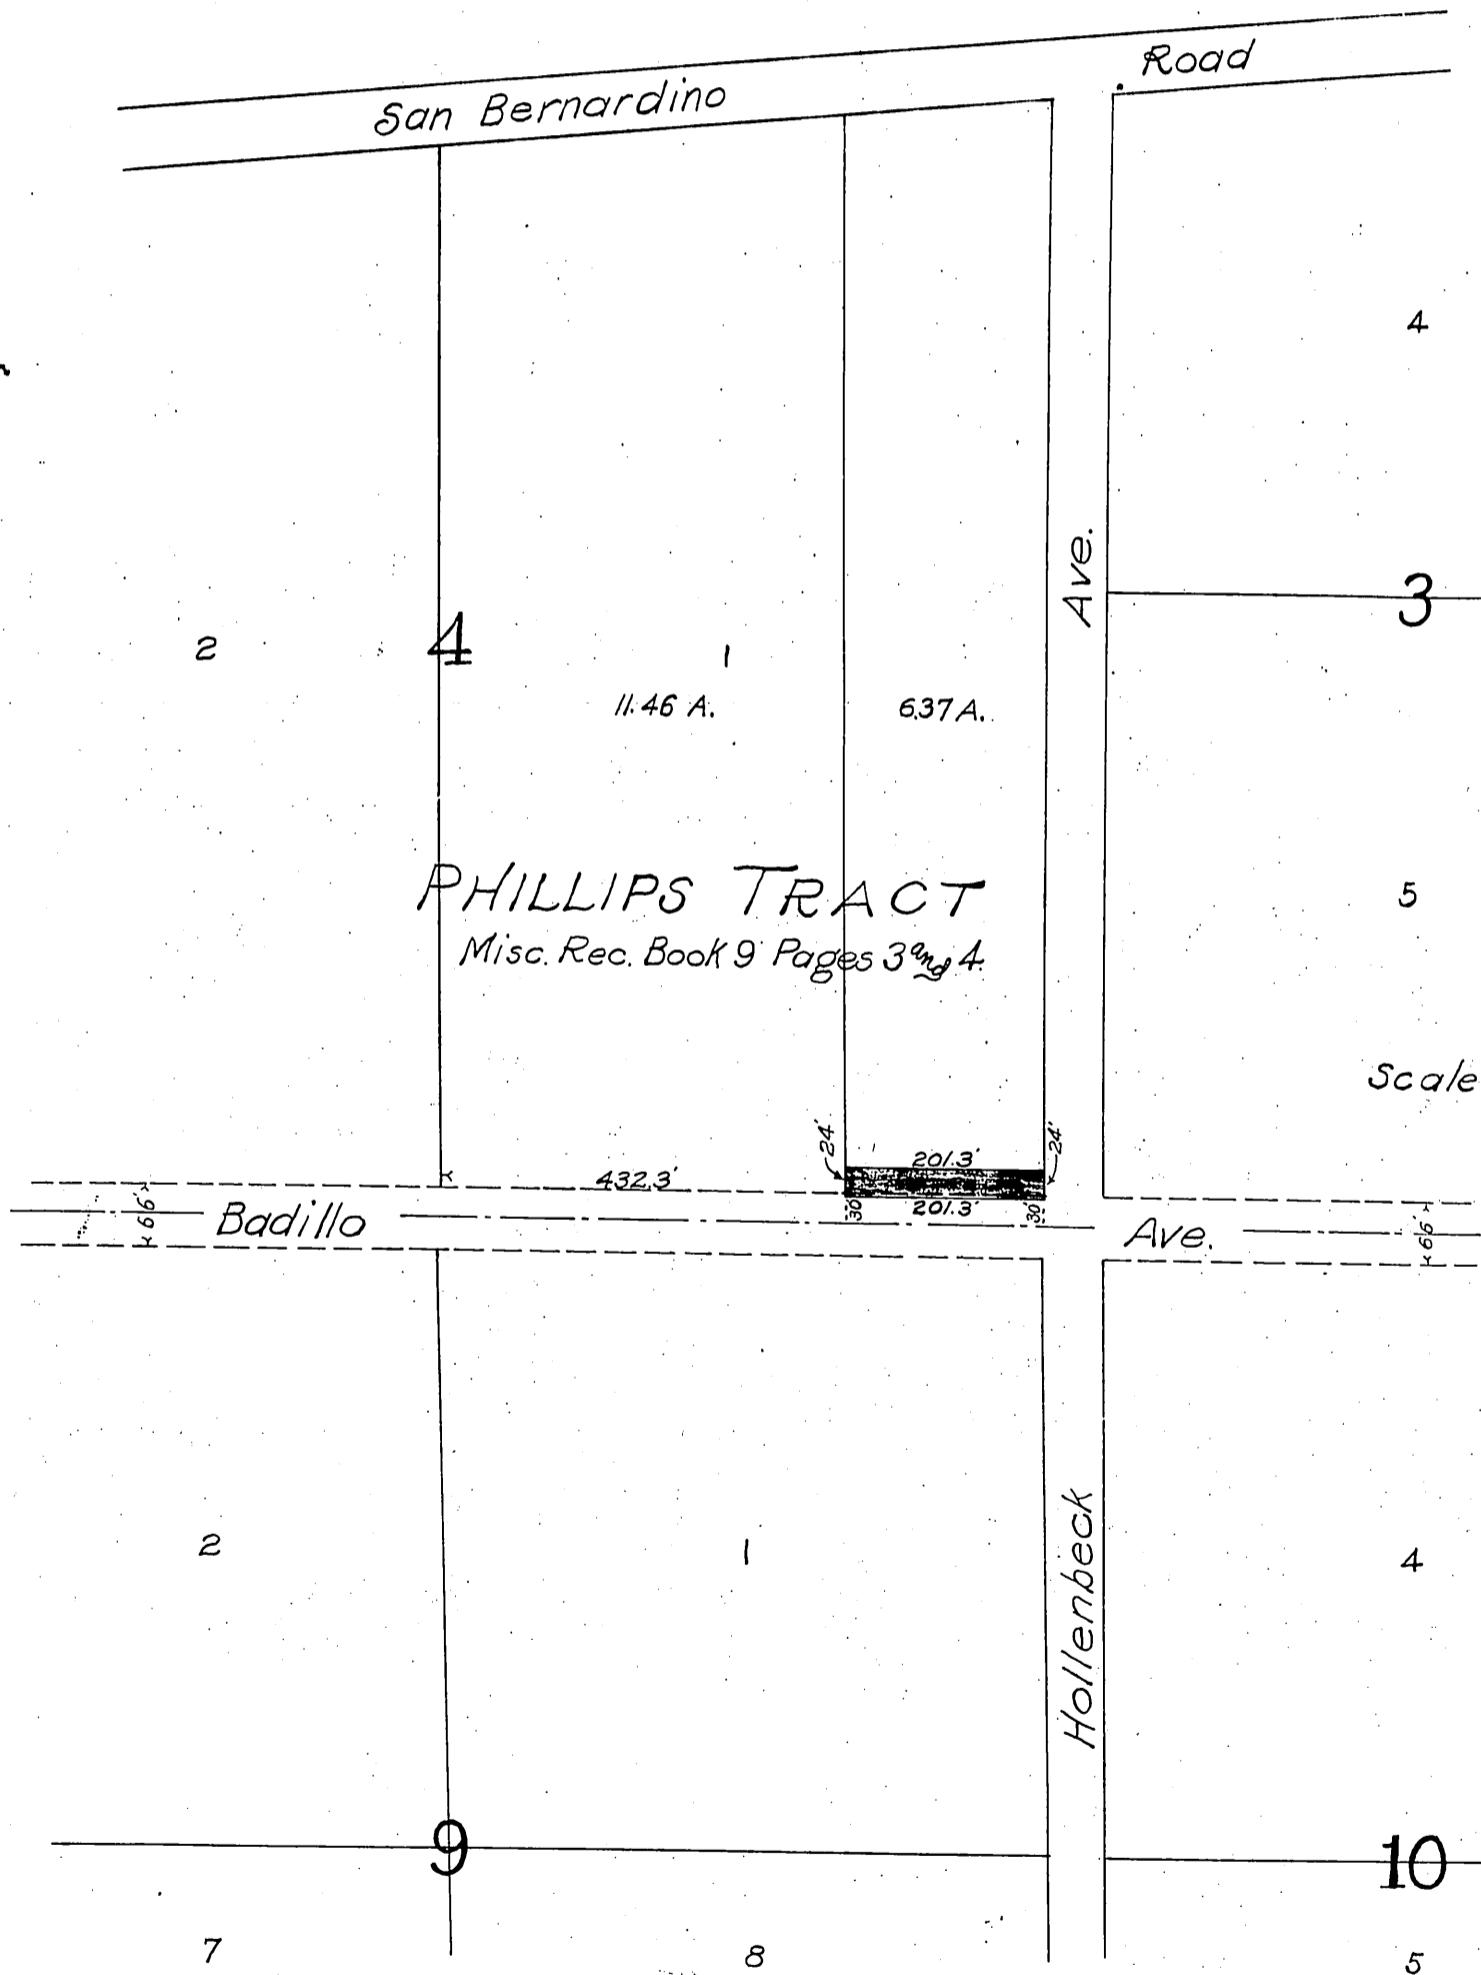 San Bernardino Road
4
Ave.
3
2
4
1
11.46 A.
6.37 A.
PHILLIPS TRACT
Misc. Rec. Book 9 Pages 3 and 4.
5
Scale
24'
201.3'
24'
432.3'
66'
30'
201.3'
30'
Badillo Ave.
66'
2
1
4
Hollenbeck
9
10
7
8
5